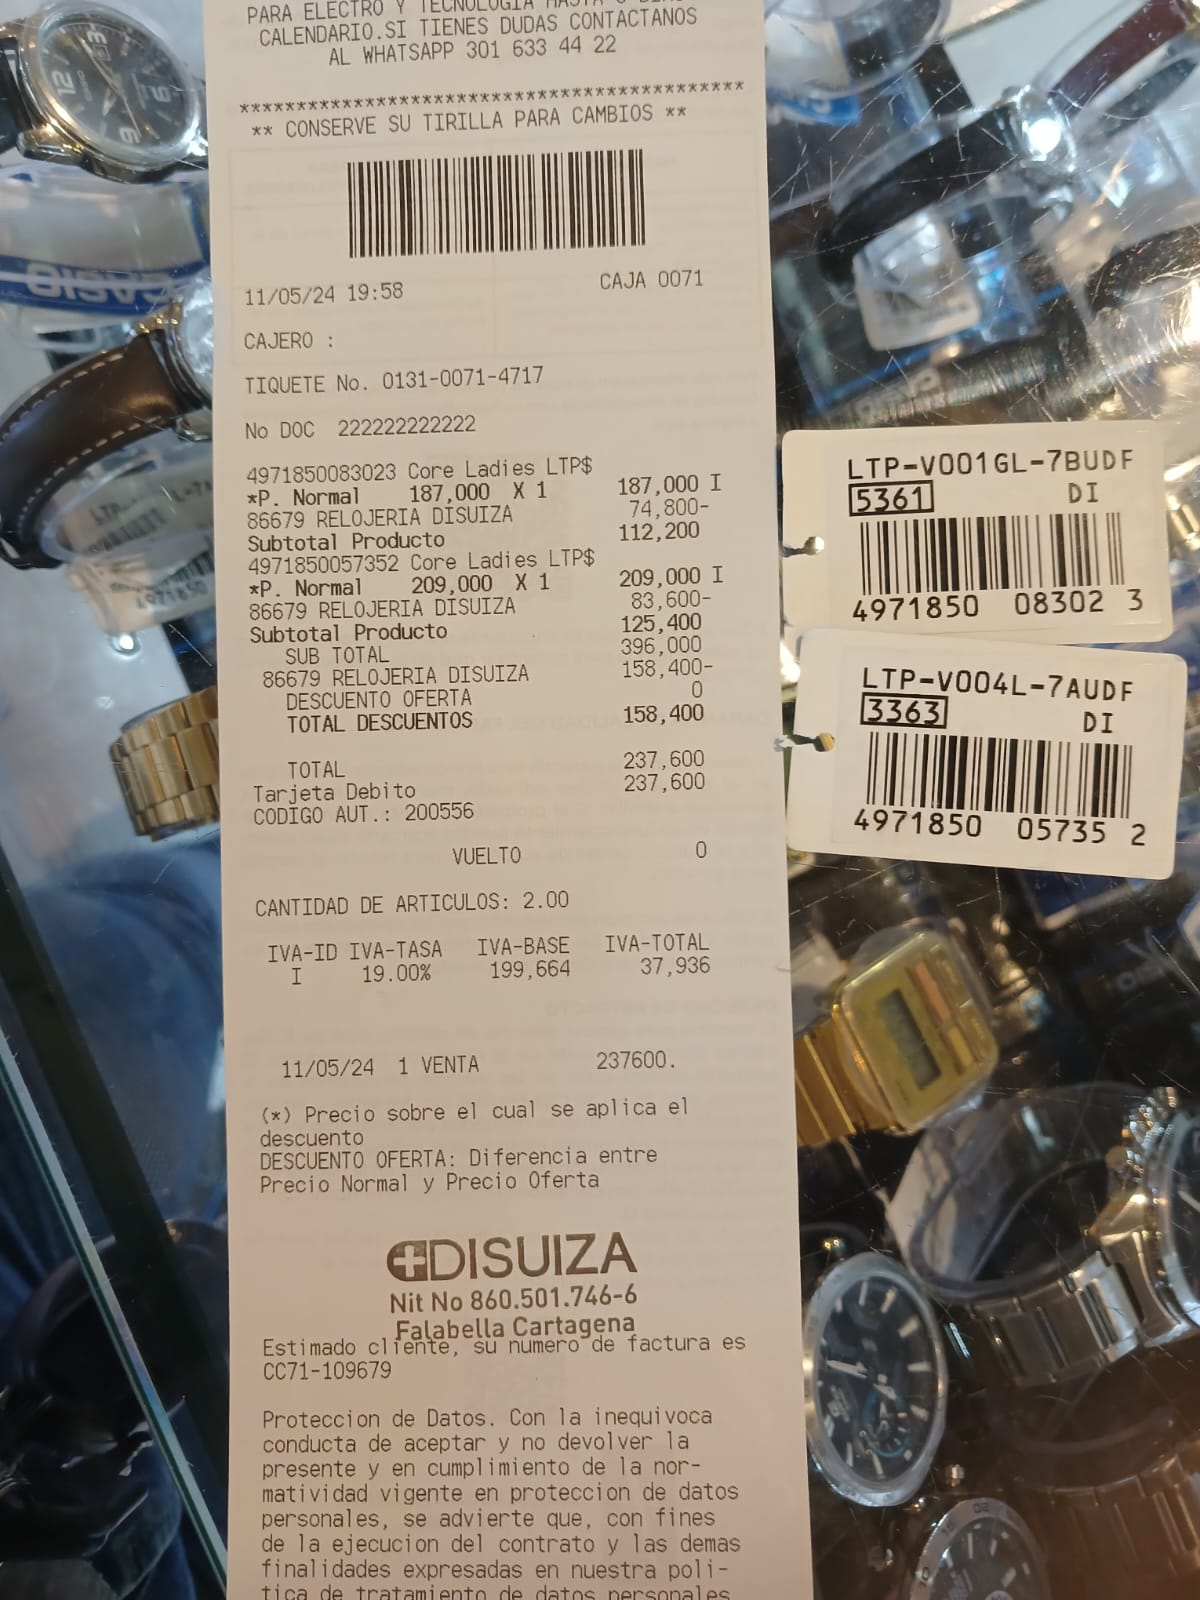 PARA ELECTRO Y TECNOLOGIA HASTA
CALENDARIO.SI TIENES DUDAS CONTACTANOS
AL WHATSAPP 301 633 44 22
********************************************
** CONSERVE SU TIRILLA PARA CAMBIOS **
11/05/24 19:58 CAJA 0071
CAJERO :
TIQUETE No. 0131-0071-4717
No DOC 222222222222
4971850083023 Core Ladies LTP$
*P. Normal 187,000 X 1 187,000 I
86679 RELOJERIA DISUIZA 74,800-
Subtotal Producto 112,200
4971850057352 Core Ladies LTP$
*P. Normal 209,000 X 1 209,000 I
86679 RELOJERIA DISUIZA 83,600-
Subtotal Producto 125,400
SUB TOTAL 396,000
86679 RELOJERIA DISUIZA 158,400-
DESCUENTO OFERTA 0
TOTAL DESCUENTOS 158,400
TOTAL 237,600
Tarjeta Debito 237,600
CODIGO AUT.: 200556
VUELTO 0
CANTIDAD DE ARTICULOS: 2.00
IVA-ID IVA-TASA IVA-BASE IVA-TOTAL
I 19.00% 199,664 37,936
11/05/24 1 VENTA 237600.
(*) Precio sobre el cual se aplica el
descuento
DESCUENTO OFERTA: Diferencia entre
Precio Normal y Precio Oferta
DISUIZA
Nit No 860.501.746-6
Falabella Cartagena
Estimado cliente, su numero de factura es
CC71-109679
Proteccion de Datos. Con la inequivoca
conducta de aceptar y no devolver la
presente y en cumplimiento de la nor-
matividad vigente en proteccion de datos
personales, se advierte que, con fines
de la ejecucion del contrato y las demas
finalidades expresadas en nuestra poli-
tica de tratamiento de datos personales
LTP-V001GL-7BUDF
5361 DI
4971850 08302 3
LTP-V004L-7AUDF
3363 DI
4971850 05735 2
CASIO